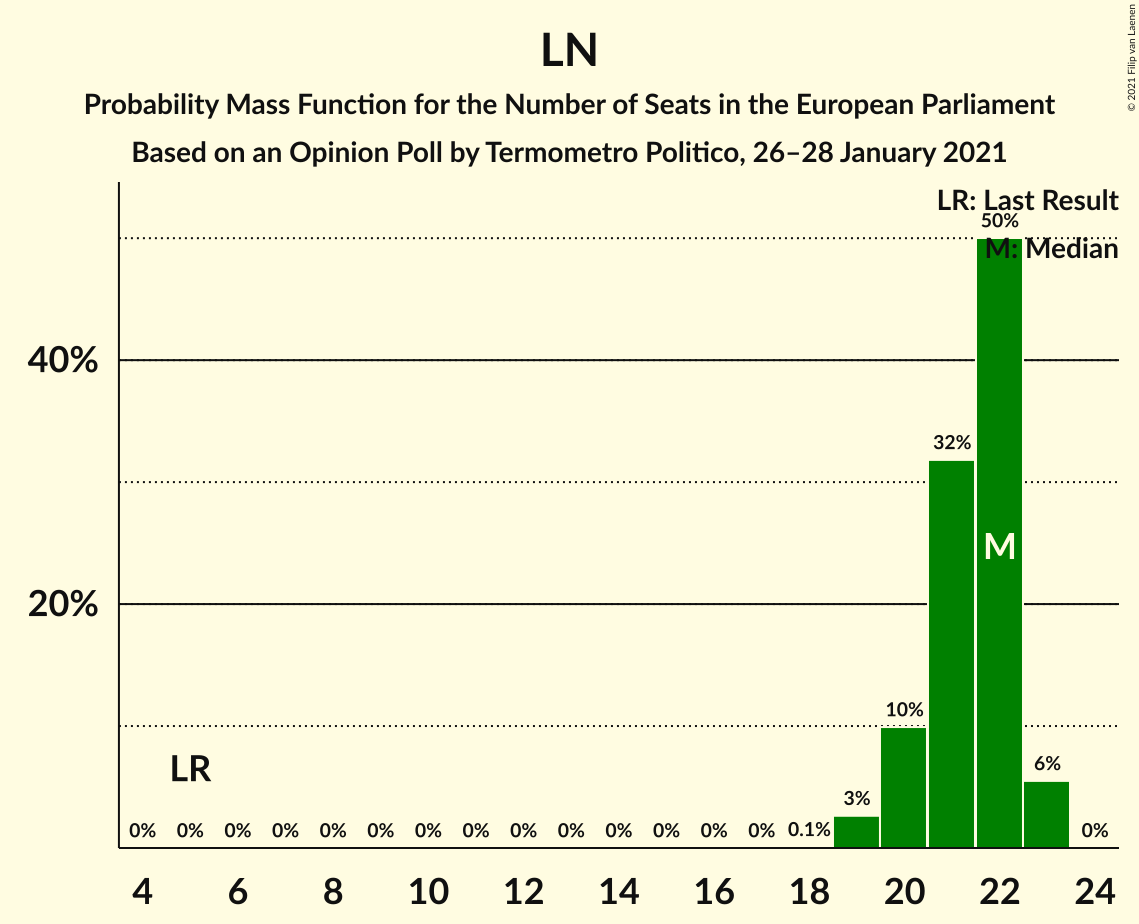 LN
Probability Mass Function for the Number of Seats in the European Parliament
Based on an Opinion Poll by Termometro Politico, 26–28 January 2021
© 2021 Filip van Laenen
LR: Last Result
M: Median
50%
40%
32%
M
20%
10%
LR
6%
3%
0% 0% 0% 0% 0% 0% 0% 0% 0% 0% 0% 0% 0% 0% 0.1% 0%
4 6 8 10 12 14 16 18 20 22 24